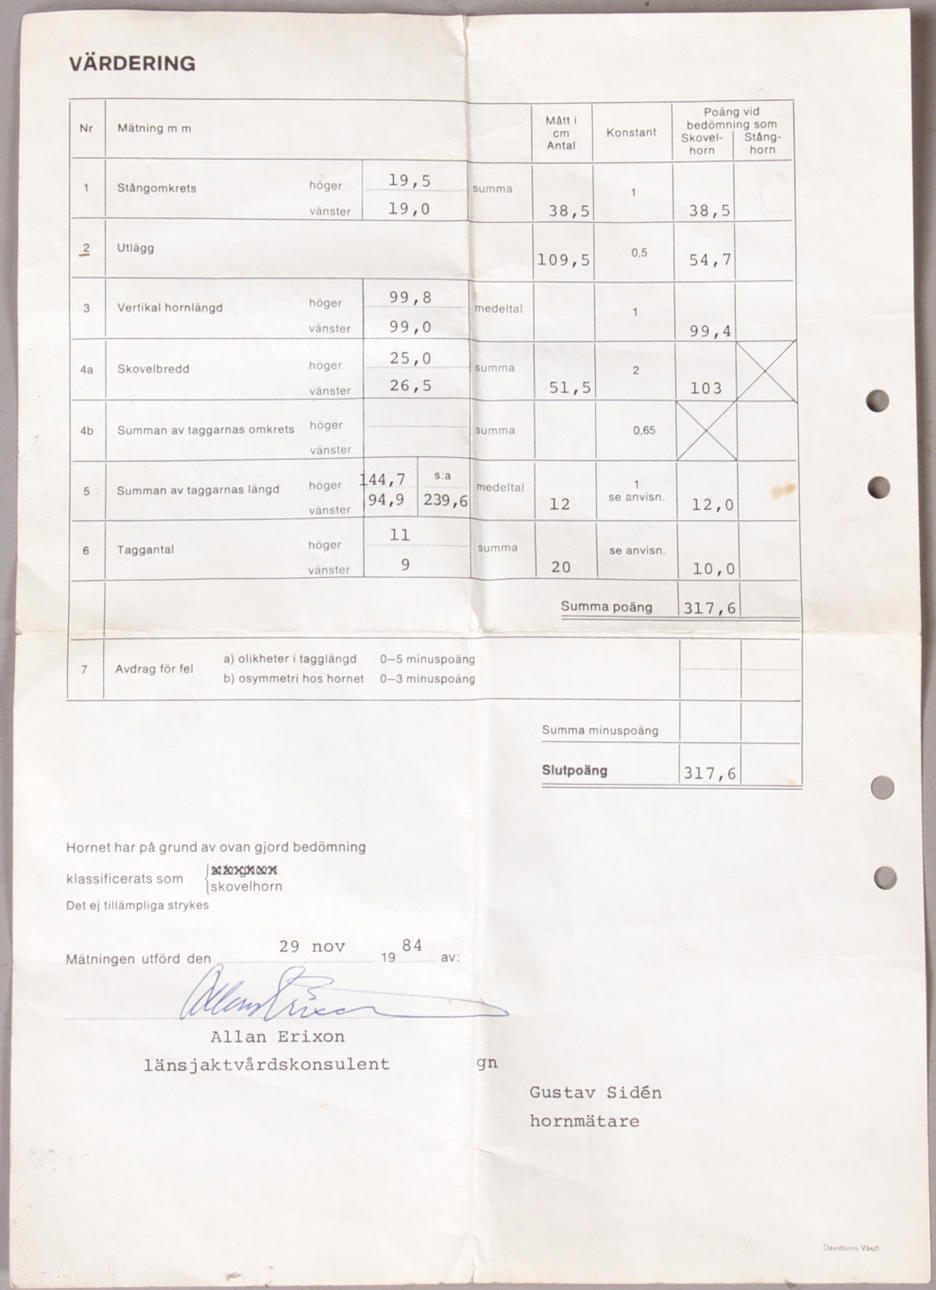 VÄRDERING
Nr Mätning m m Mått i cm Antal Konstant Poäng vid bedömning som Skovel-horn Stång-horn
1 Stångomkrets höger 19,5 summa 1
vänster 19,0 38,5 38,5
2 Utlägg 109,5 0,5 54,7
3 Vertikal hornlängd höger 99,8 medeltal 1
vänster 99,0 99,4
4a Skovelbredd höger 25,0 summa 2
vänster 26,5 51,5 103
4b Summan av taggarnas omkrets höger summa 0,65
vänster
5 Summan av taggarnas längd höger 144,7 s:a medeltal 1 se anvisn.
vänster 94,9 239,6 12 12,0
6 Taggantal höger 11 summa se anvisn.
vänster 9 20 10,0
Summa poäng 317,6
7 Avdrag för fel a) olikheter i tagglängd 0—5 minuspoäng
b) osymmetri hos hornet 0—3 minuspoäng
Summa minuspoäng
Slutpoäng 317,6
Hornet har på grund av ovan gjord bedömning
klassificerats som
skovelhorn
Det ej tillämpliga strykes
Mätningen utförd den 29 nov 19 84 av:
Allan Erixon
Allan Erixon
länsjaktvårdskonsulent gn
Gustav Sidén
hornmätare
Davidsons Växjö